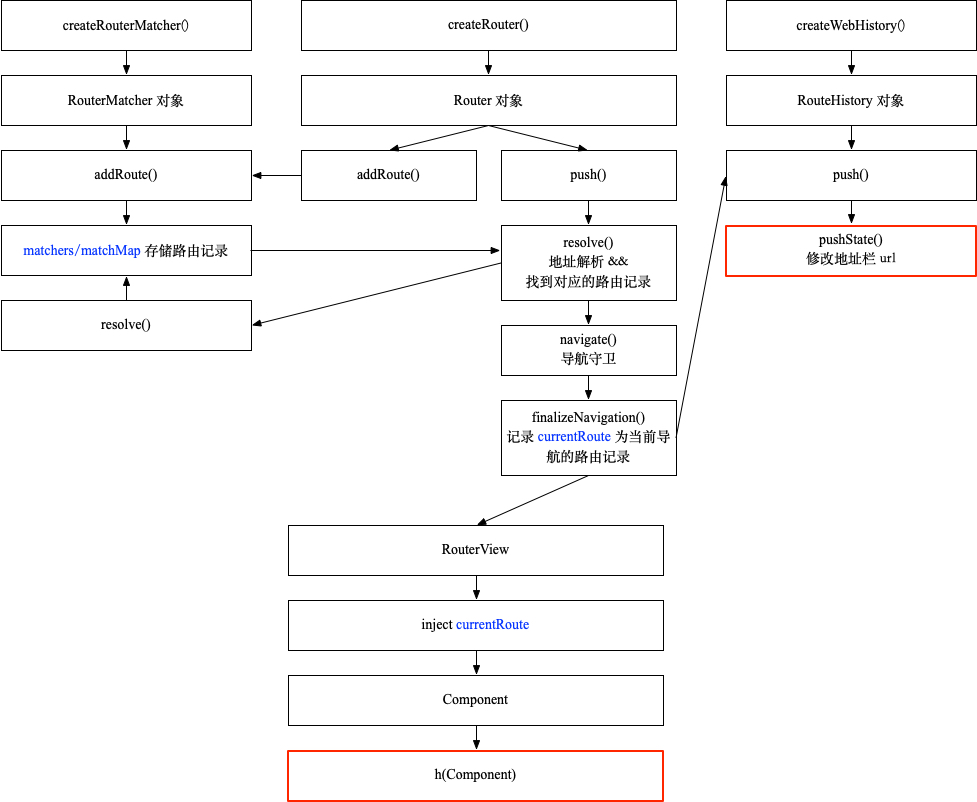 createRouterMatcher()
createRouter()
createWebHistory()
RouterMatcher 对象
Router 对象
RouteHistory 对象
addRoute()
addRoute()
push()
push()
matchers/matchMap 存储路由记录
resolve()
地址解析 &&
找到对应的路由记录
pushState()
修改地址栏 url
resolve()
navigate()
导航守卫
finalizeNavigation()
记录 currentRoute 为当前导
航的路由记录
RouterView
inject currentRoute
Component
h(Component)